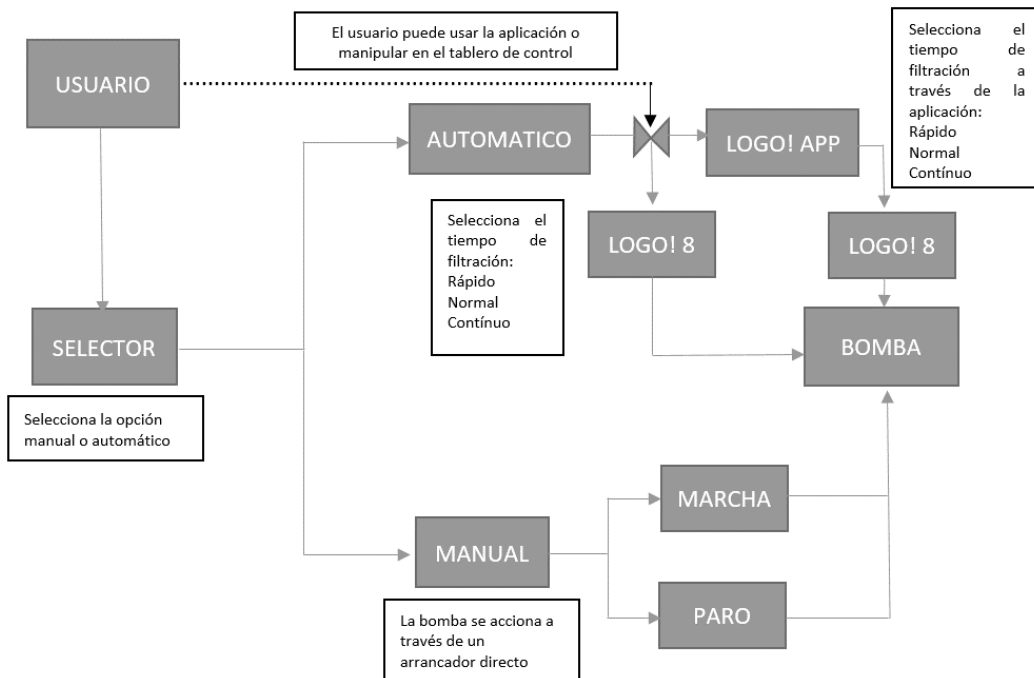 El usuario puede usar la aplicación o
manipular en el tablero de control
Selecciona el
tiempo de
filtración a
través de la
aplicación:
Rápido
Normal
Contínuo
USUARIO
AUTOMATICO
LOGO! APP
Selecciona el
tiempo de
filtración:
Rápido
Normal
Contínuo
LOGO! 8
LOGO! 8
SELECTOR
BOMBA
Selecciona la opción
manual o automático
MARCHA
MANUAL
PARO
La bomba se acciona a
través de un
arrancador directo